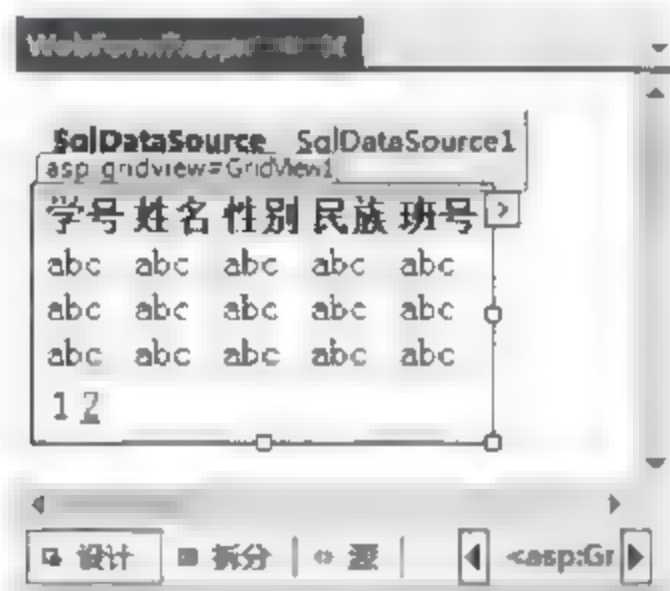 SqlDataSource SqlDataSource1
asp:gridview#GridView1
学号 姓名 性别 民族 班号
abc abc abc abc abc
abc abc abc abc abc
abc abc abc abc abc
1 2
设计 拆分 源 <asp:Gr